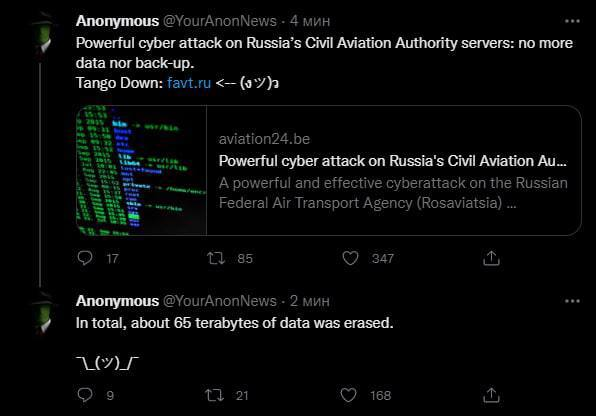 Anonymous @YourAnonNews · 4 мин
Powerful cyber attack on Russia's Civil Aviation Authority servers: no more
data nor back-up.
Tango Down: favt.ru <-- (งツ)ว
aviation24.be
Powerful cyber attack on Russia's Civil Aviation Au...
A powerful and effective cyberattack on the Russian
Federal Air Transport Agency (Rosaviatsia) ...
17 85 347
Anonymous @YourAnonNews · 2 мин
In total, about 65 terabytes of data was erased.
¯\_(ツ)_/¯
9 21 168